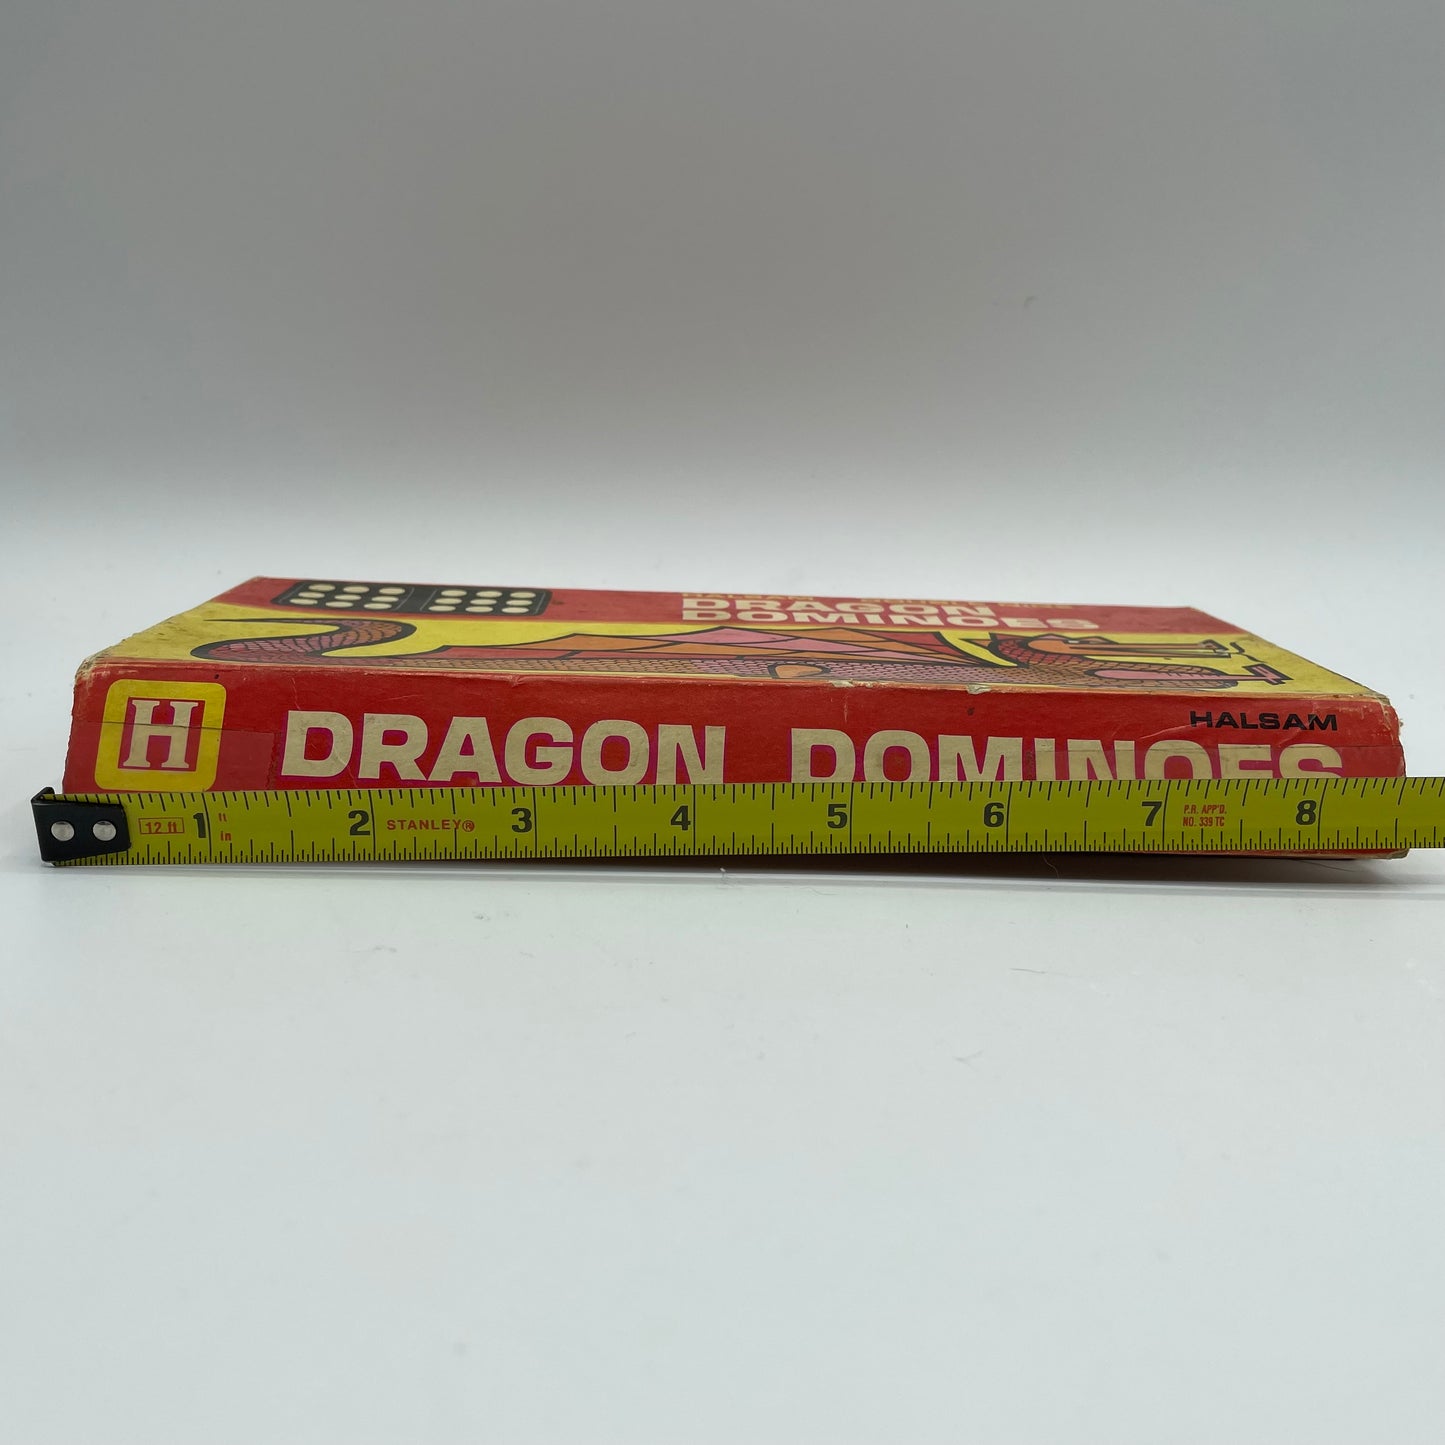 DRAGON
DOMINOES
H DRAGON DOMINOES
HALSAM
12 ft 1 ft in 2 STANLEY® 3 4 5 6 7 P.R. APP'D. NO. 339 TC 8